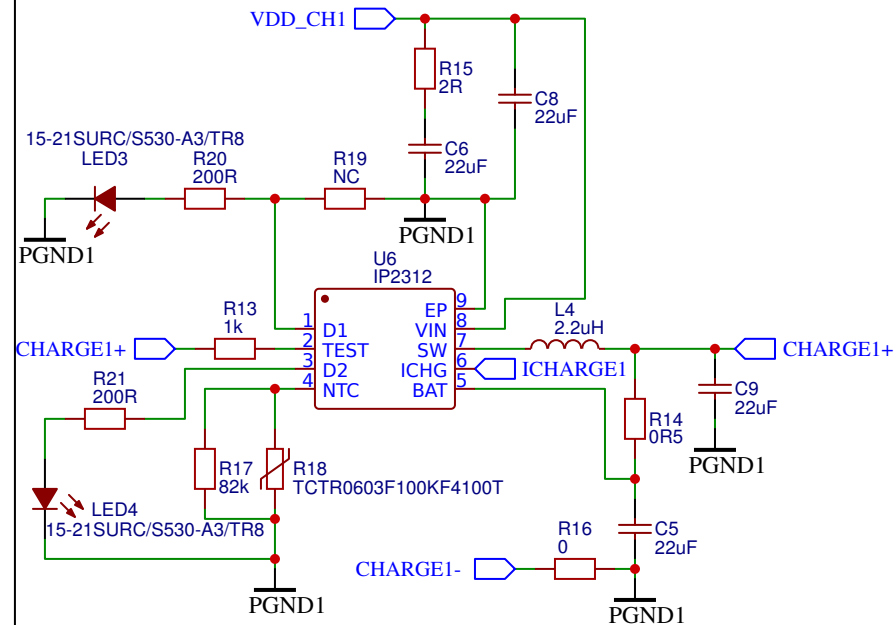 VDD_CH1
R15
2R
C8
22uF
C6
22uF
15-21SURC/S530-A3/TR8
LED3
R20
200R
R19
NC
PGND1
PGND1
U6
IP2312
R13
1k
CHARGE1+
1
D1
2
TEST
3
D2
4
NTC
EP
9
VIN
8
SW
7
ICHG
6
BAT
5
L4
2.2uH
CHARGE1+
ICHARGE1
R21
200R
R14
0R5
C9
22uF
PGND1
R17
82k
R18
TCTR0603F100KF4100T
LED4
15-21SURC/S530-A3/TR8
R16
0
C5
22uF
CHARGE1-
PGND1
PGND1